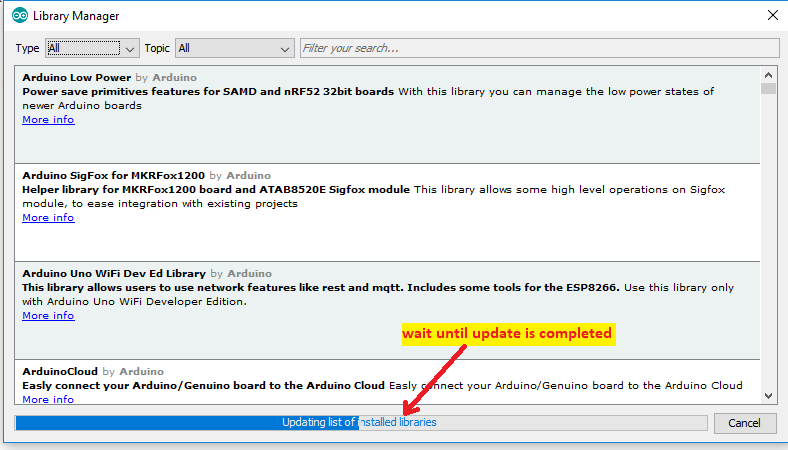 Library Manager
Type All Topic All Filter your search...
Arduino Low Power by Arduino
Power save primitives features for SAMD and nRF52 32bit boards With this library you can manage the low power states of
newer Arduino boards
More info
Arduino SigFox for MKRFox1200 by Arduino
Helper library for MKRFox1200 board and ATAB8520E Sigfox module This library allows some high level operations on Sigfox
module, to ease integration with existing projects
More info
Arduino Uno WiFi Dev Ed Library by Arduino
This library allows users to use network features like rest and mqtt. Includes some tools for the ESP8266. Use this library only
with Arduino Uno WiFi Developer Edition.
More info
wait until update is completed
ArduinoCloud by Arduino
Easly connect your Arduino/Genuino board to the Arduino Cloud Easly connect your Arduino/Genuino board to the Arduino Cloud
More info
Updating list of installed libraries
Cancel